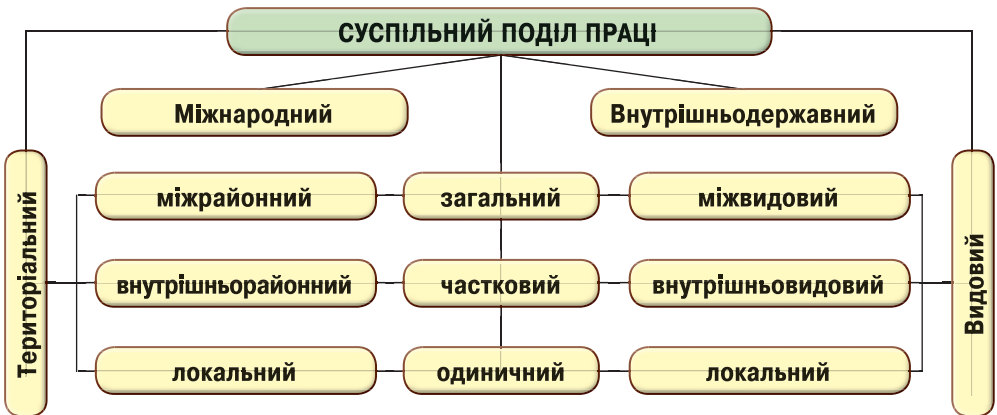 СУСПІЛЬНИЙ ПОДІЛ ПРАЦІ
Міжнародний
Внутрішньодержавний
Територіальний
міжрайонний
загальний
міжвидовий
Видовий
внутрішньорайонний
частковий
внутрішньовидовий
локальний
одиничний
локальний